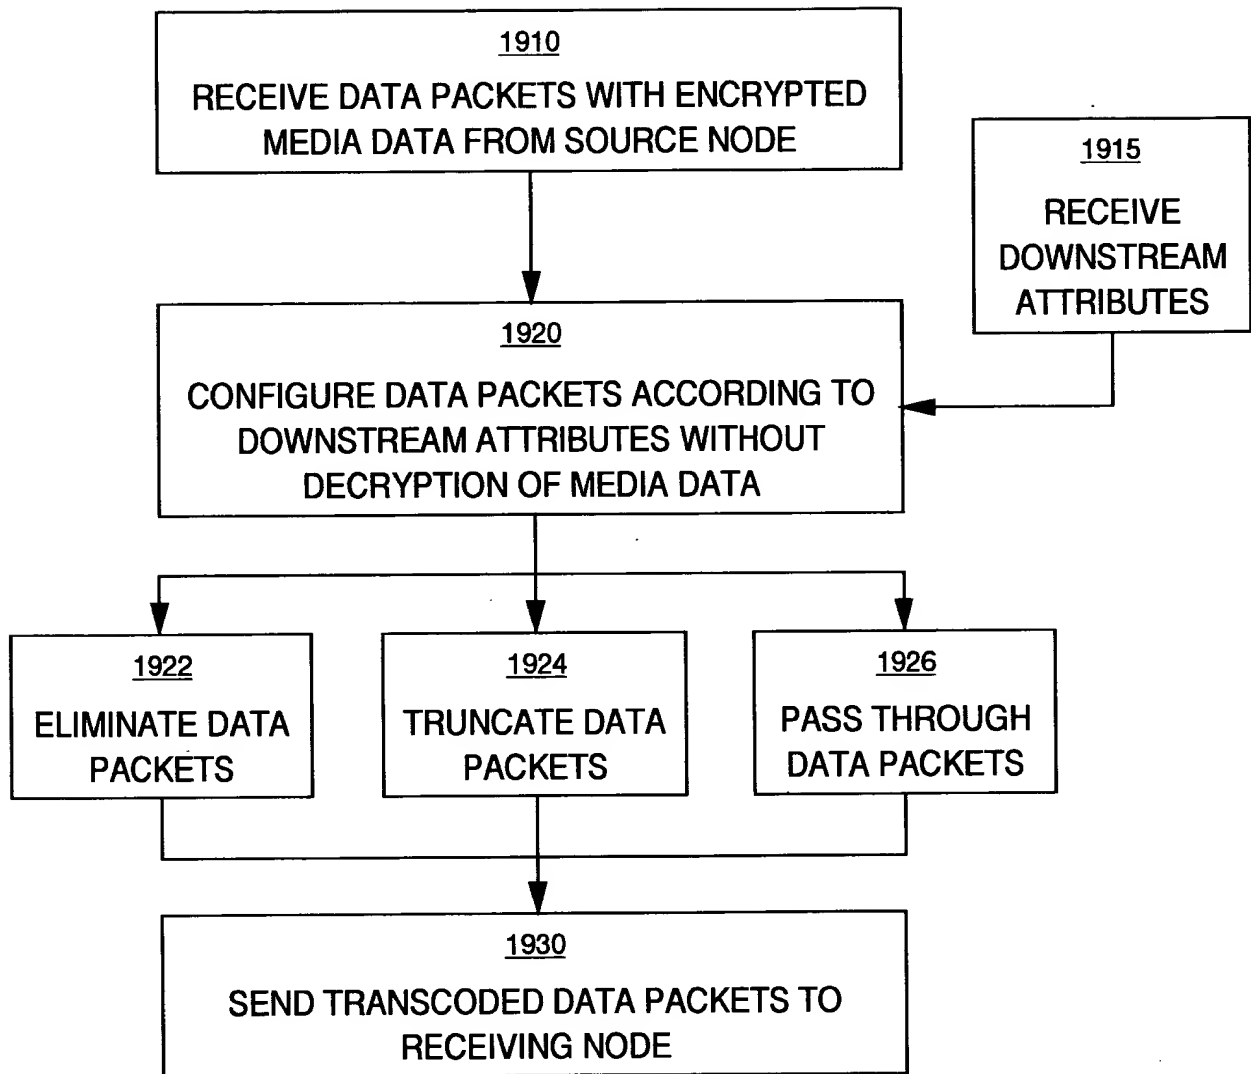 1910
RECEIVE DATA PACKETS WITH ENCRYPTED
MEDIA DATA FROM SOURCE NODE
1915
RECEIVE
DOWNSTREAM
ATTRIBUTES
1920
CONFIGURE DATA PACKETS ACCORDING TO
DOWNSTREAM ATTRIBUTES WITHOUT
DECRYPTION OF MEDIA DATA
1922
ELIMINATE DATA
PACKETS
1924
TRUNCATE DATA
PACKETS
1926
PASS THROUGH
DATA PACKETS
1930
SEND TRANSCODED DATA PACKETS TO
RECEIVING NODE